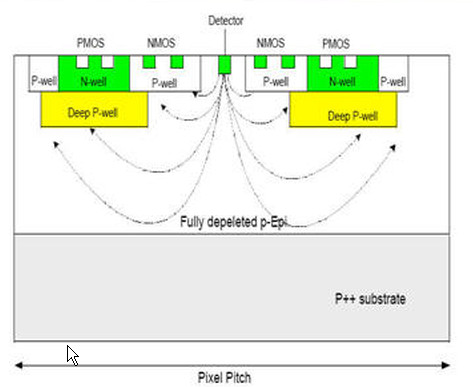 Detector
PMOS NMOS NMOS PMOS
P-well N-well P-well P-well N-well P-well
Deep P-well Deep P-well
Fully depeleted p-Epi
P++ substrate
Pixel Pitch